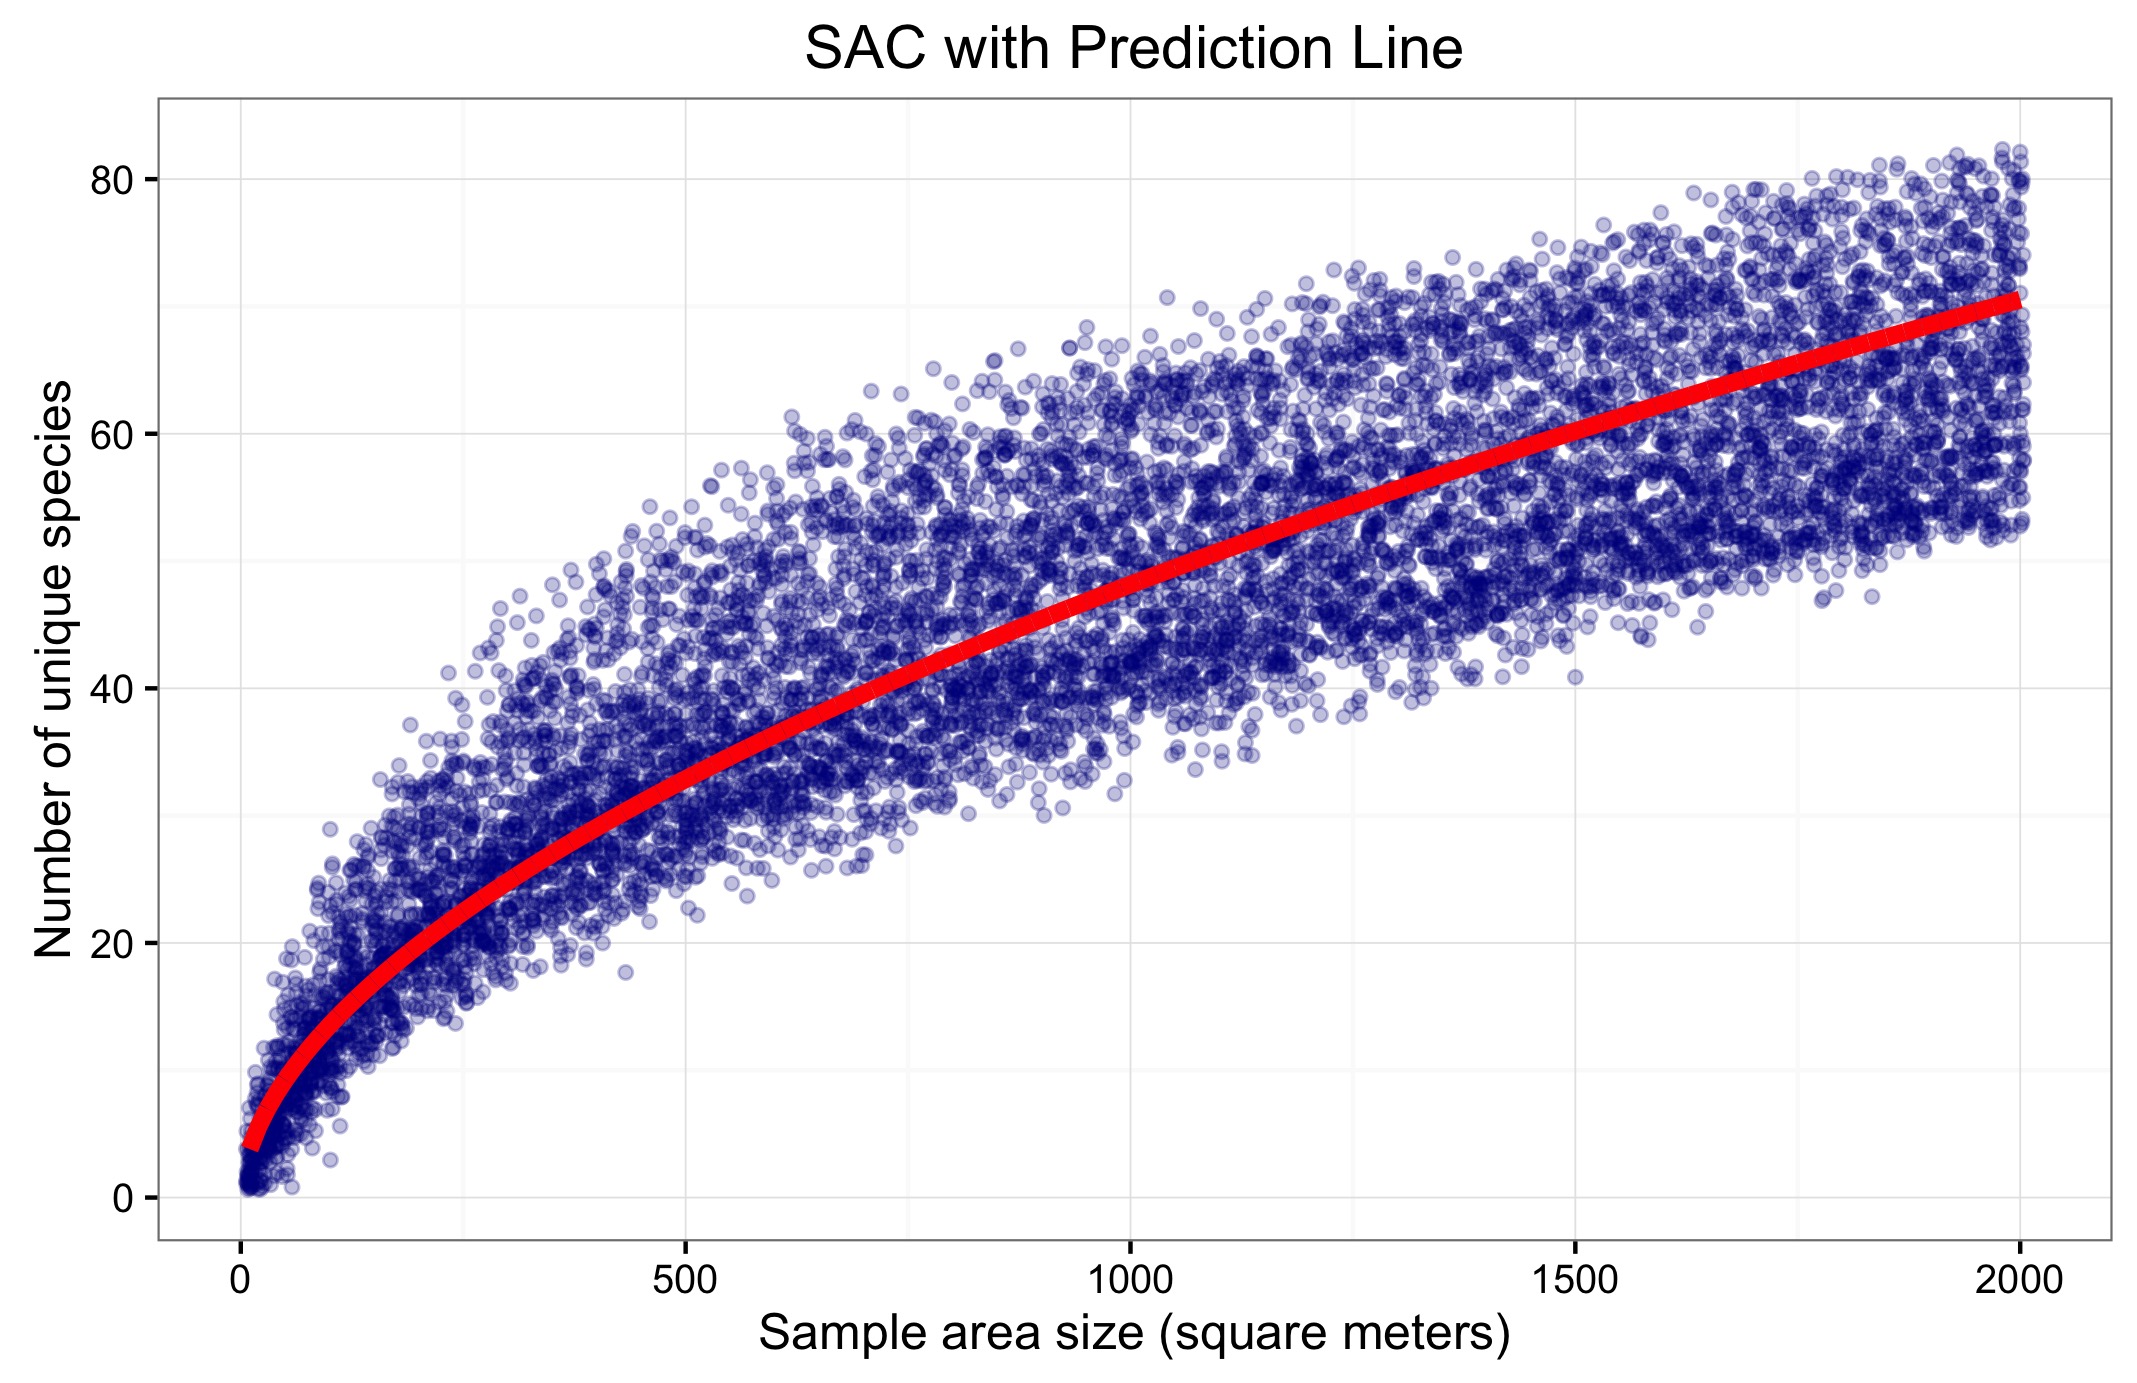 SAC with Prediction Line
Number of unique species
80
60
40
20
0
0 500 1000 1500 2000
Sample area size (square meters)